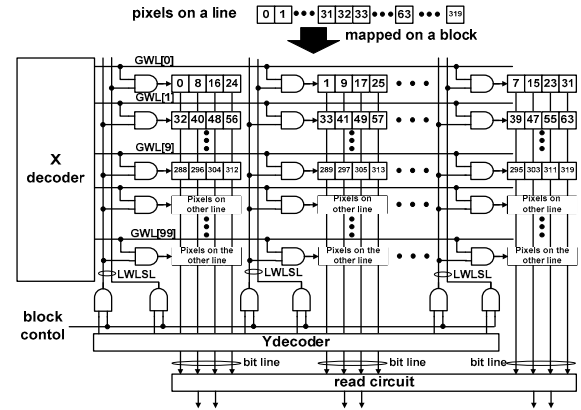 pixels on a line 0 1 ••• 31 32 33 ••• 63 ••• 319
mapped on a block
GWL[0]
0 8 16 24 1 9 17 25 • • • 7 15 23 31
GWL[1]
32 40 48 56 33 41 49 57 • • • 39 47 55 63
X decoder
GWL[9]
288 296 304 312 289 297 305 313 • • • 295 303 311 319
Pixels on other line Pixels on other line • • • Pixels on other line
GWL[99]
Pixels on the other line Pixels on the other line • • • Pixels on the other line
LWLSL LWLSL LWLSL
block contol
Ydecoder
bit line bit line bit line
read circuit